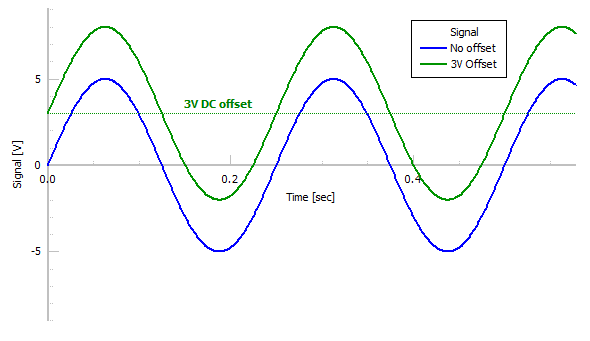 Signal
No offset
3V Offset
5
3V DC offset
Signal [V]
0
0.0
0.2
0.4
Time [sec]
-5